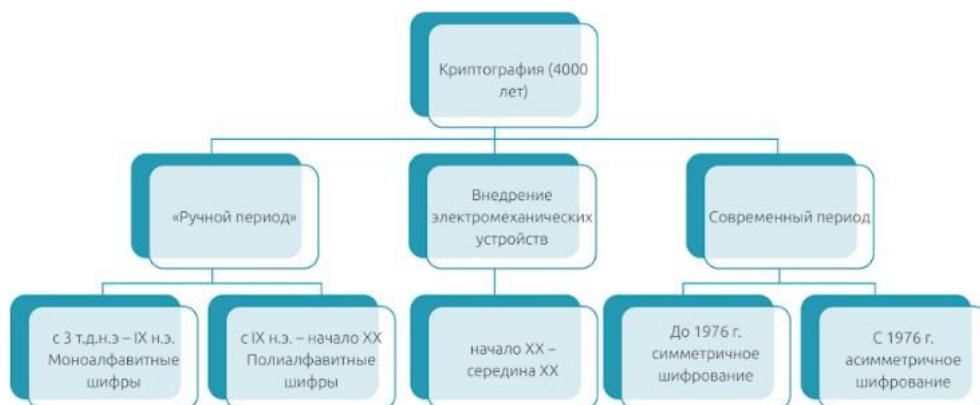 Криптография (4000
лет)
«Ручной период»
Внедрение
электромеханических
устройств
Современный период
с 3 т.д.н.э – IX н.э.
Моноалфавитные
шифры
с IX н.э. – начало XX
Полиалфавитные
шифры
начало XX –
середина XX
До 1976 г.
симметричное
шифрование
С 1976 г.
асимметричное
шифрование